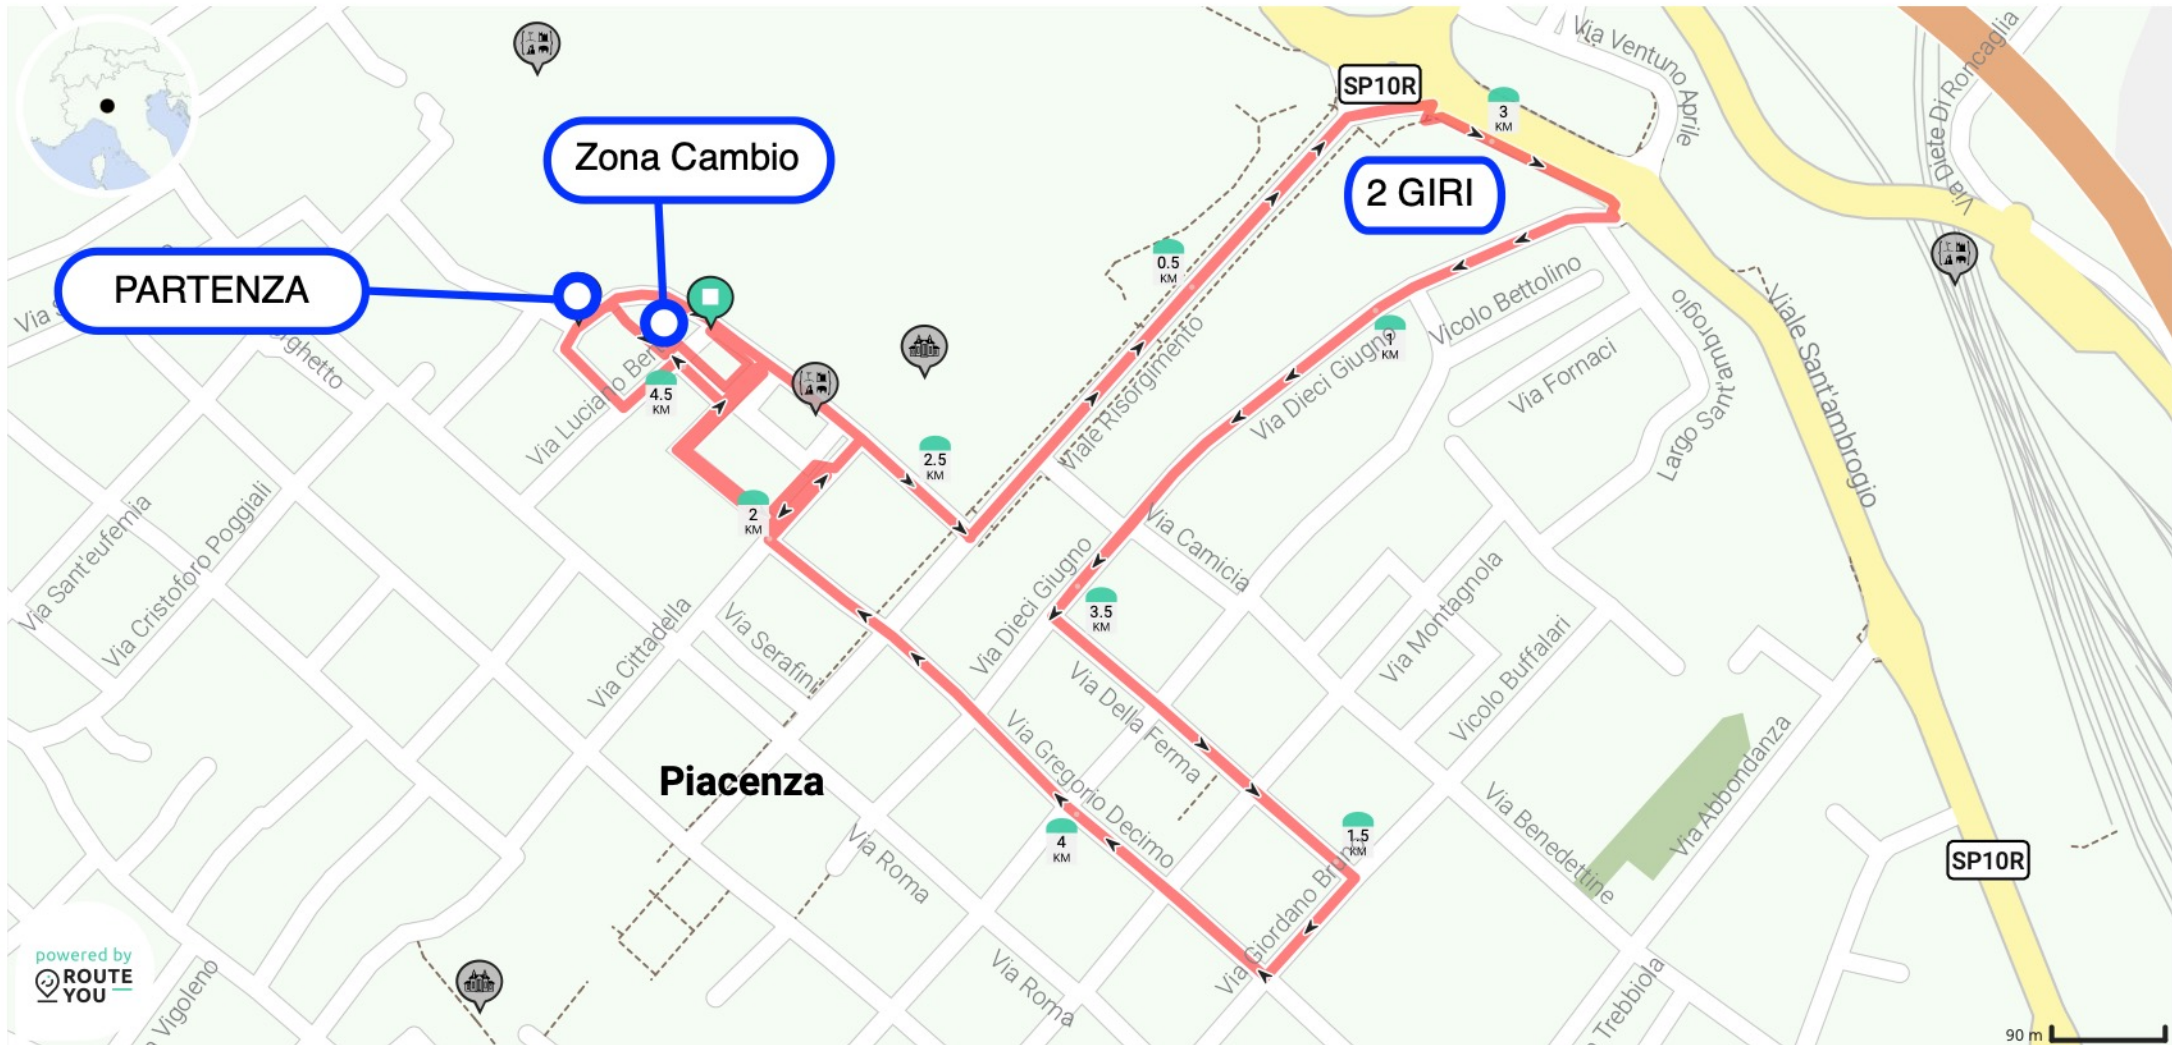 Via Ventuno Aprile
Via Diete Di Roncaglia
SP10R
3
KM
Zona Cambio
2 GIRI
0.5
KM
PARTENZA
Via
Vicolo Bettolino
1
KM
Via Dieci Giugno
Via Fornaci
Largo Sant'ambrogio
Viale Sant'ambrogio
Viale Risorgimento
4.5
KM
Via Luciano
2.5
KM
2
KM
Via Sant'eufemia
Via Cristoforo Poggiali
Via Camicia
Via Dieci Giugno
3.5
KM
Via Montagnola
Vicolo Buffalari
Via Cittadella
Via Serafini
Via Della Ferma
Via Gregorio Decimo
Piacenza
Via Abbondanza
Via Benedettine
1.5
KM
4
KM
Via Roma
SP10R
Via Giordano
Via Roma
Trebbiola
Vigoleno
powered by
ROUTE
YOU
90 m